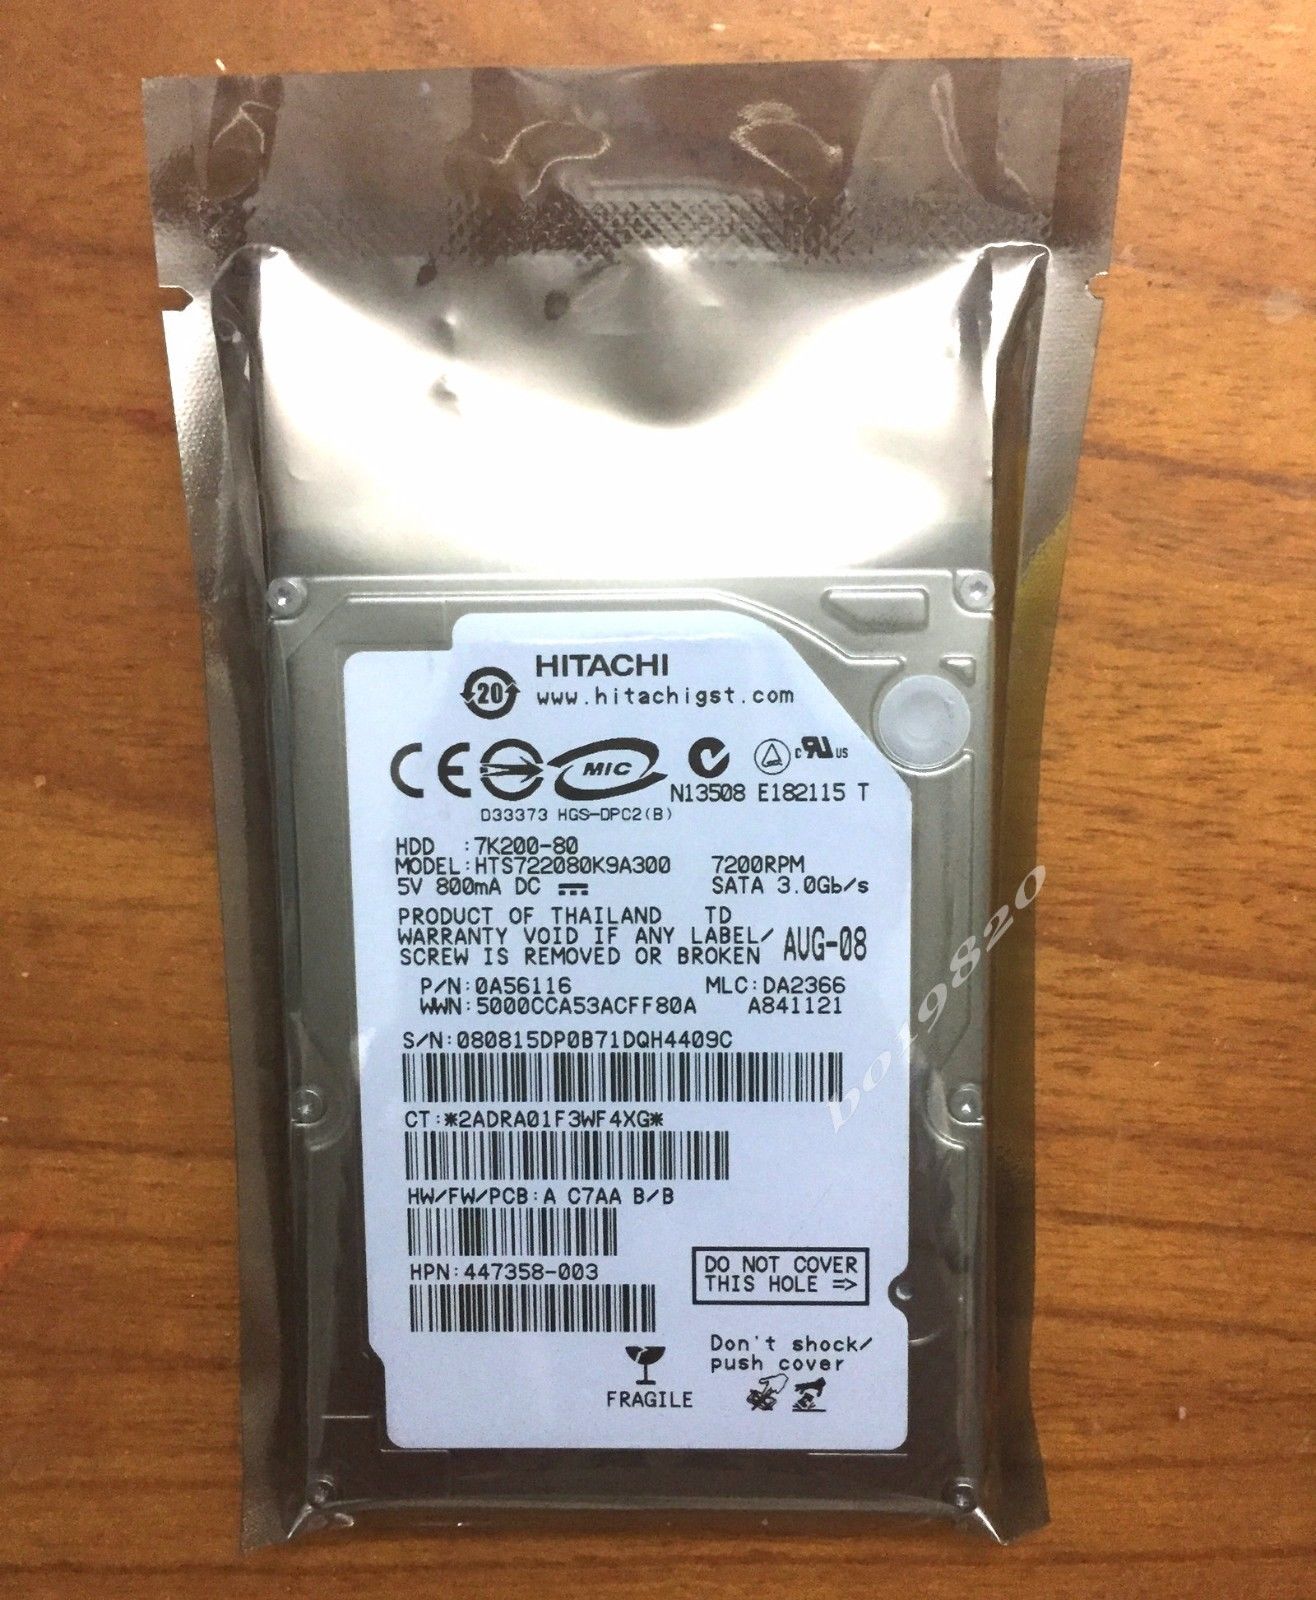 HITACHI
20
www.hitachigst.com
CE MIC c RU US
N13508 E182115 T
D33373 HGS-DPC2(B)
HDD :7K200-80
MODEL:HTS722080K9A300 7200RPM
5V 800mA DC SATA 3.0Gb/s
PRODUCT OF THAILAND TD
WARRANTY VOID IF ANY LABEL/
SCREW IS REMOVED OR BROKEN AUG-08
P/N:0A56116 MLC:DA2366
WWN:5000CCA53ACFF80A A841121
S/N:080815DP0B71DQH4409C
CT:*2ADRA01F3WF4XG*
HW/FW/PCB:A C7AA B/B
HPN:447358-003
DO NOT COVER
THIS HOLE =>
Don't shock/
push cover
FRAGILE
bo19820